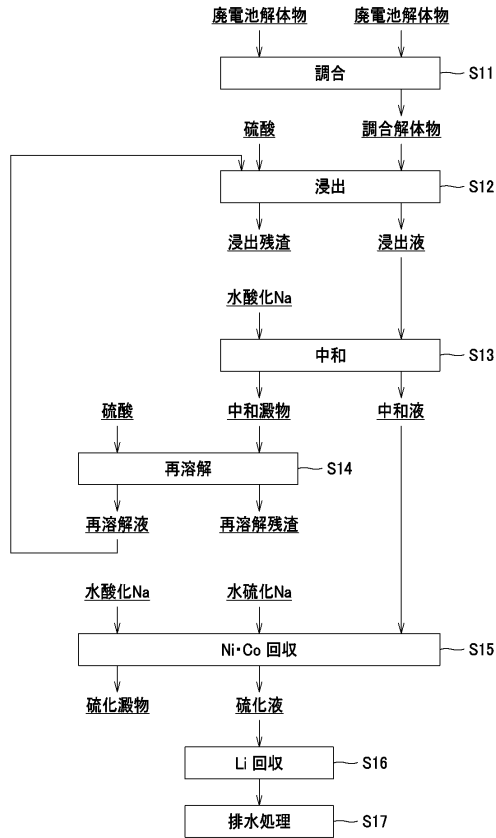 廃電池解体物 廃電池解体物
調合 S11
硫酸 調合解体物
浸出 S12
浸出残渣 浸出液
水酸化Na
中和 S13
硫酸 中和澱物 中和液
再溶解 S14
再溶解液 再溶解残渣
水酸化Na 水硫化Na
Ni・Co 回収 S15
硫化澱物 硫化液
Li 回収 S16
排水処理 S17